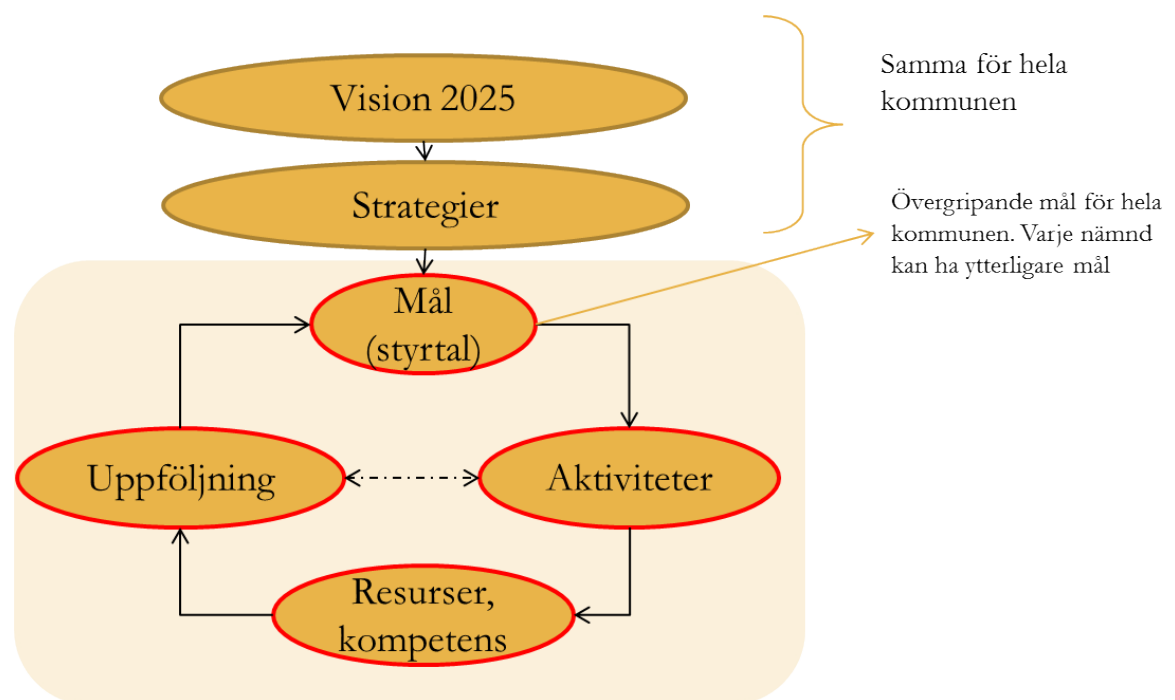 Vision 2025
Samma för hela
kommunen
Strategier
Övergripande mål för hela
kommunen. Varje nämnd
kan ha ytterligare mål
Mål
(styrtal)
Uppföljning
Aktiviteter
Resurser,
kompetens